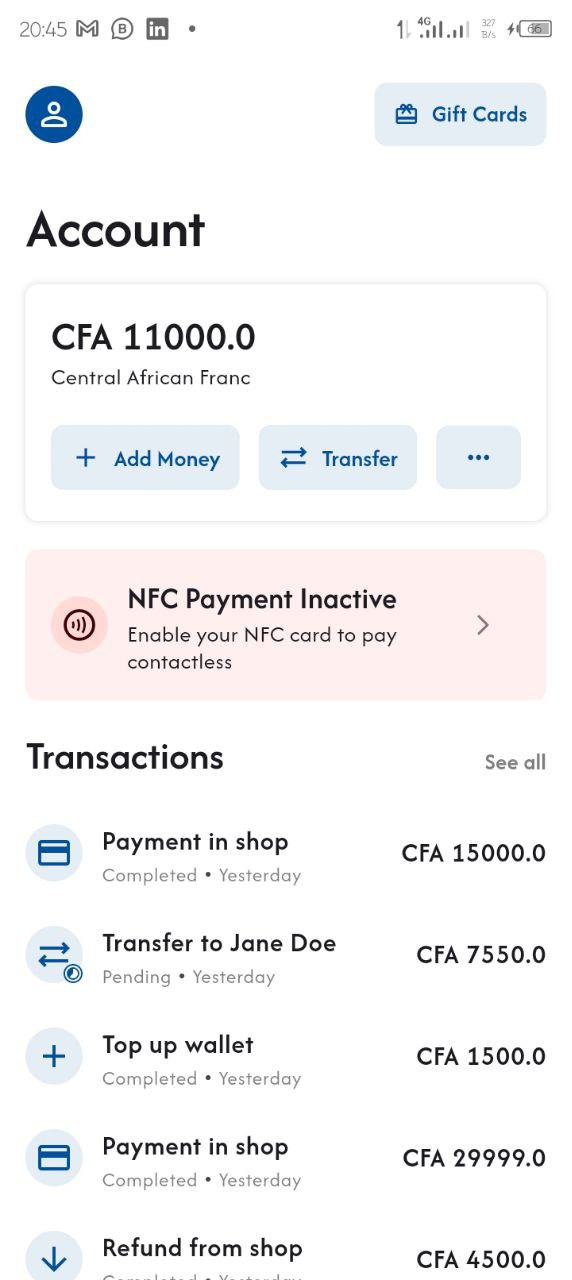 20:45
4G
327
B/s
66
Gift Cards
Account
CFA 11000.0
Central African Franc
Add Money
Transfer
NFC Payment Inactive
Enable your NFC card to pay
contactless
Transactions
See all
Payment in shop
CFA 15000.0
Completed • Yesterday
Transfer to Jane Doe
CFA 7550.0
Pending • Yesterday
Top up wallet
CFA 1500.0
Completed • Yesterday
Payment in shop
CFA 29999.0
Completed • Yesterday
Refund from shop
CFA 4500.0
Completed • Yesterday